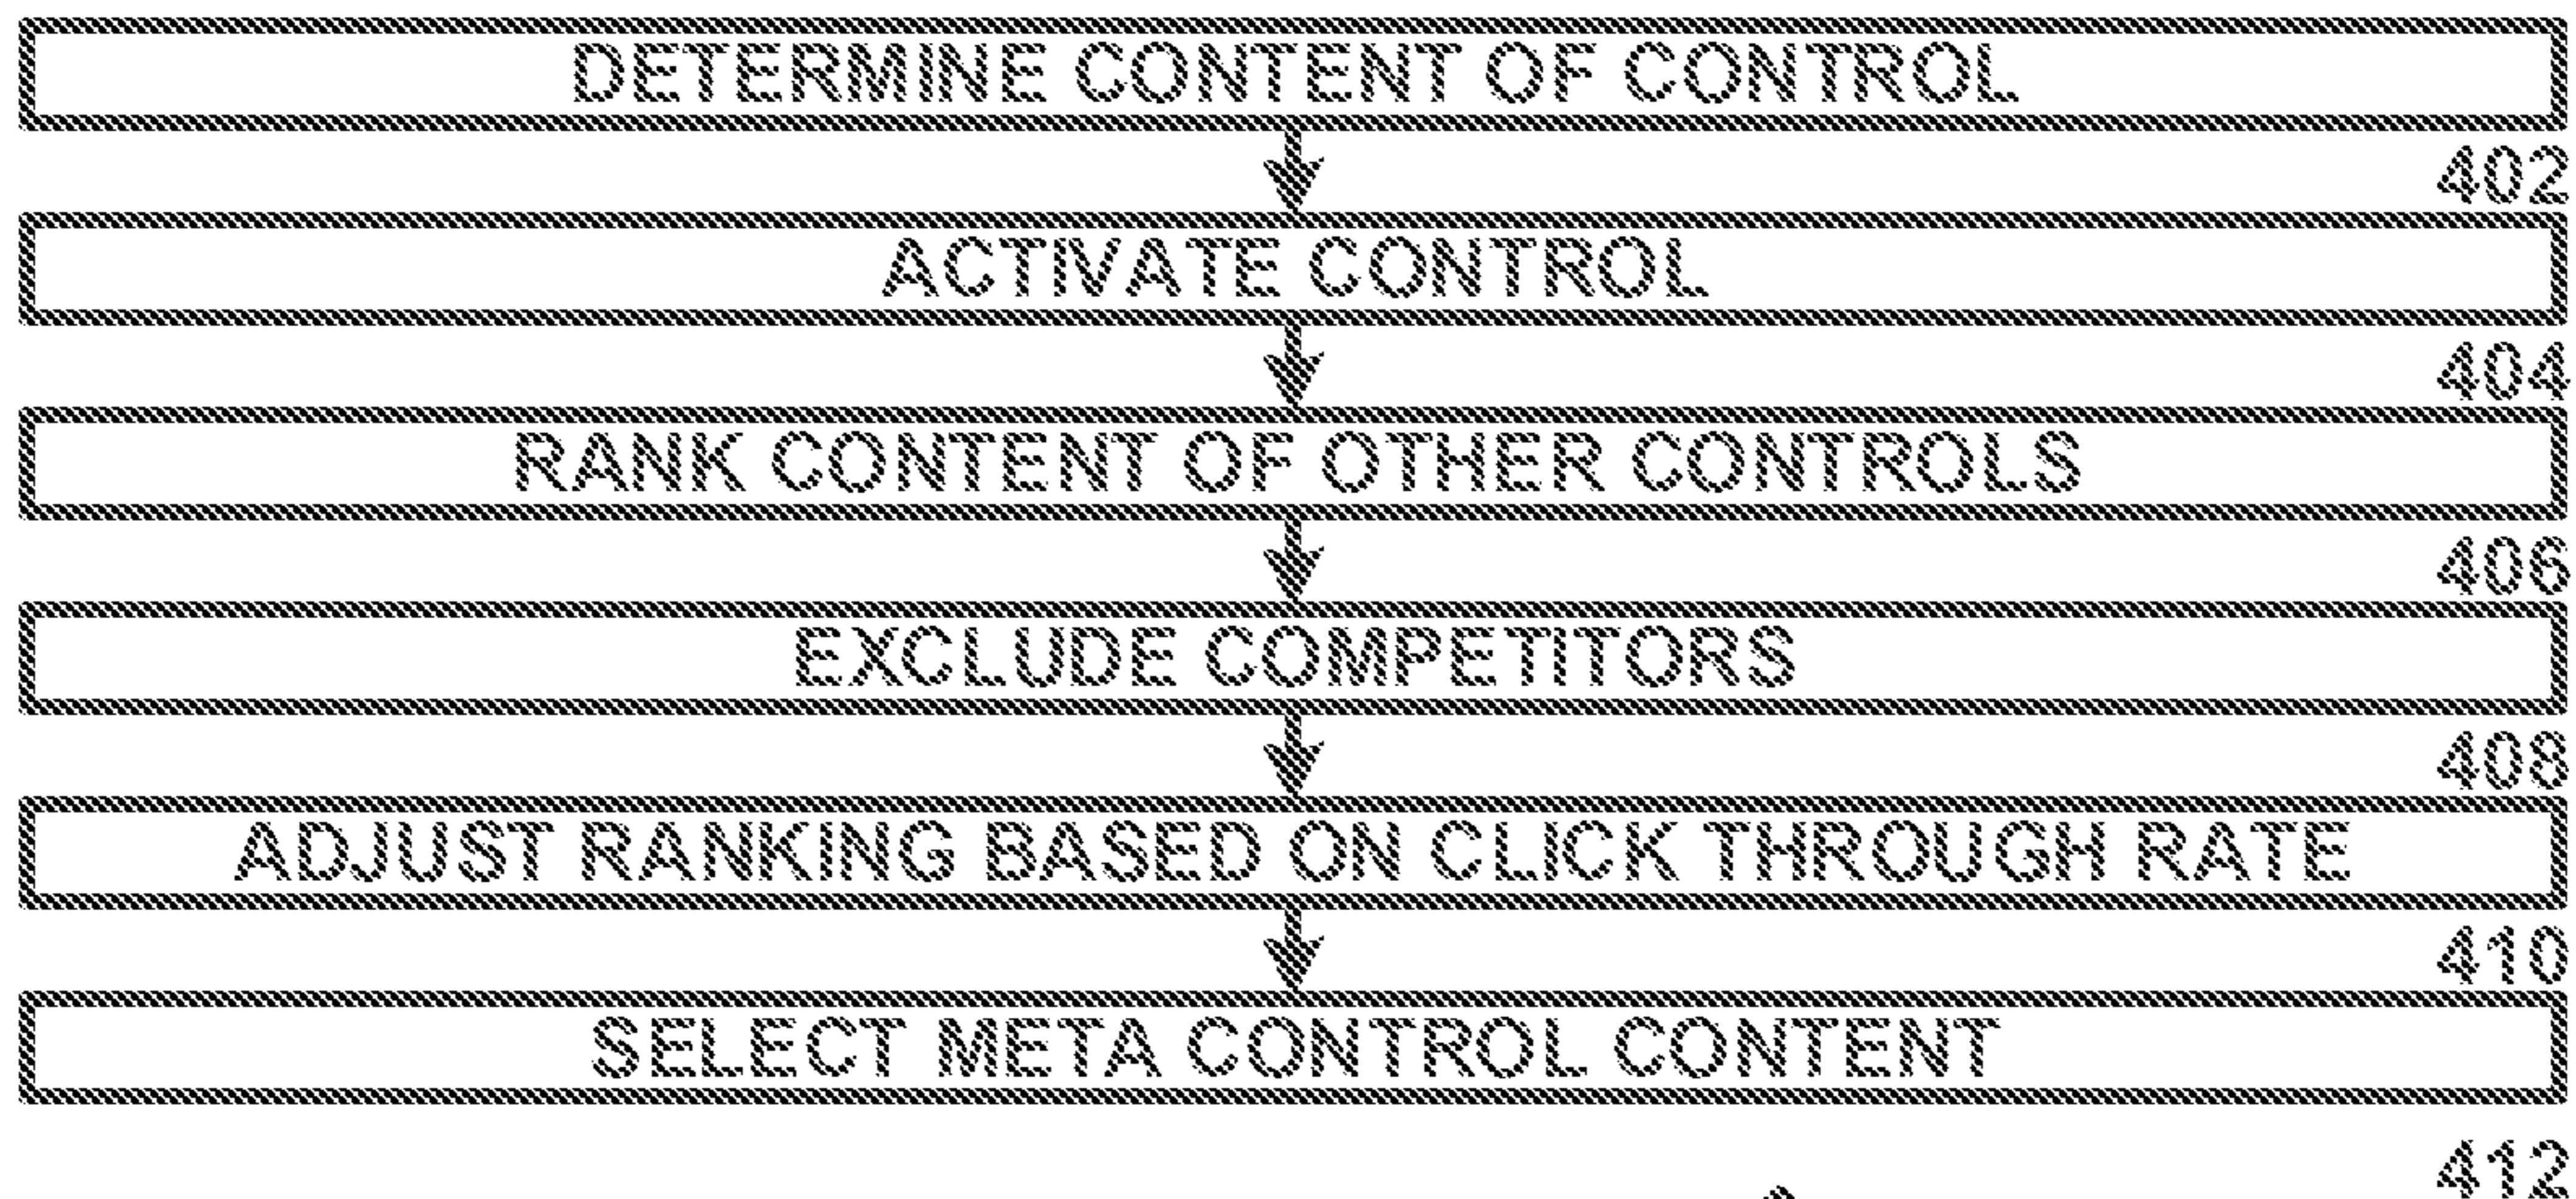 DETERMINE CONTENT OF CONTROL
402
ACTIVATE CONTROL
404
RANK CONTENT OF OTHER CONTROLS
406
EXCLUDE COMPETITORS
408
ADJUST RANKING BASED ON CLICK THROUGH RATE
410
SELECT META CONTROL CONTENT
412